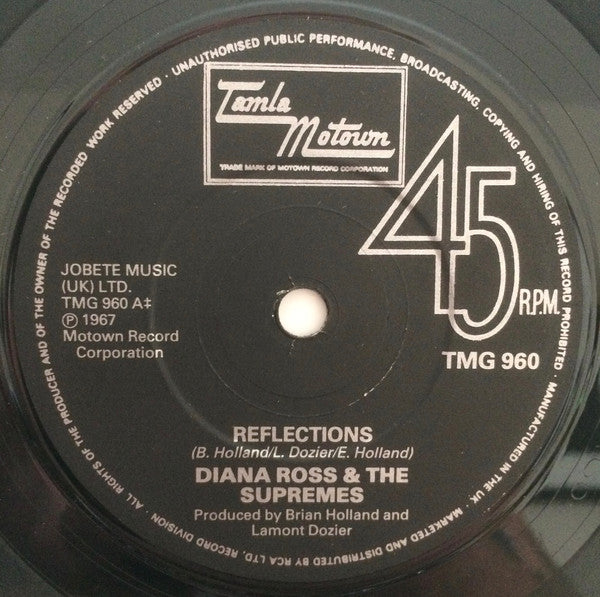 ALL RIGHTS OF THE PRODUCER AND OF THE OWNER OF THE RECORDED WORK RESERVED · UNAUTHORISED PUBLIC PERFORMANCE, BROADCASTING, COPYING AND HIRING OF THIS RECORD PROHIBITED · MANUFACTURED IN THE UK. · MARKETED AND DISTRIBUTED BY RCA LTD, RECORD DIVISION ·
Tamla
Motown
TRADE MARK OF MOTOWN RECORD CORPORATION
45 R.P.M.
TMG 960
JOBETE MUSIC
(UK) LTD.
TMG 960 A‡
℗ 1967
Motown Record
Corporation
REFLECTIONS
(B. Holland/L. Dozier/E. Holland)
DIANA ROSS & THE
SUPREMES
Produced by Brian Holland and
Lamont Dozier